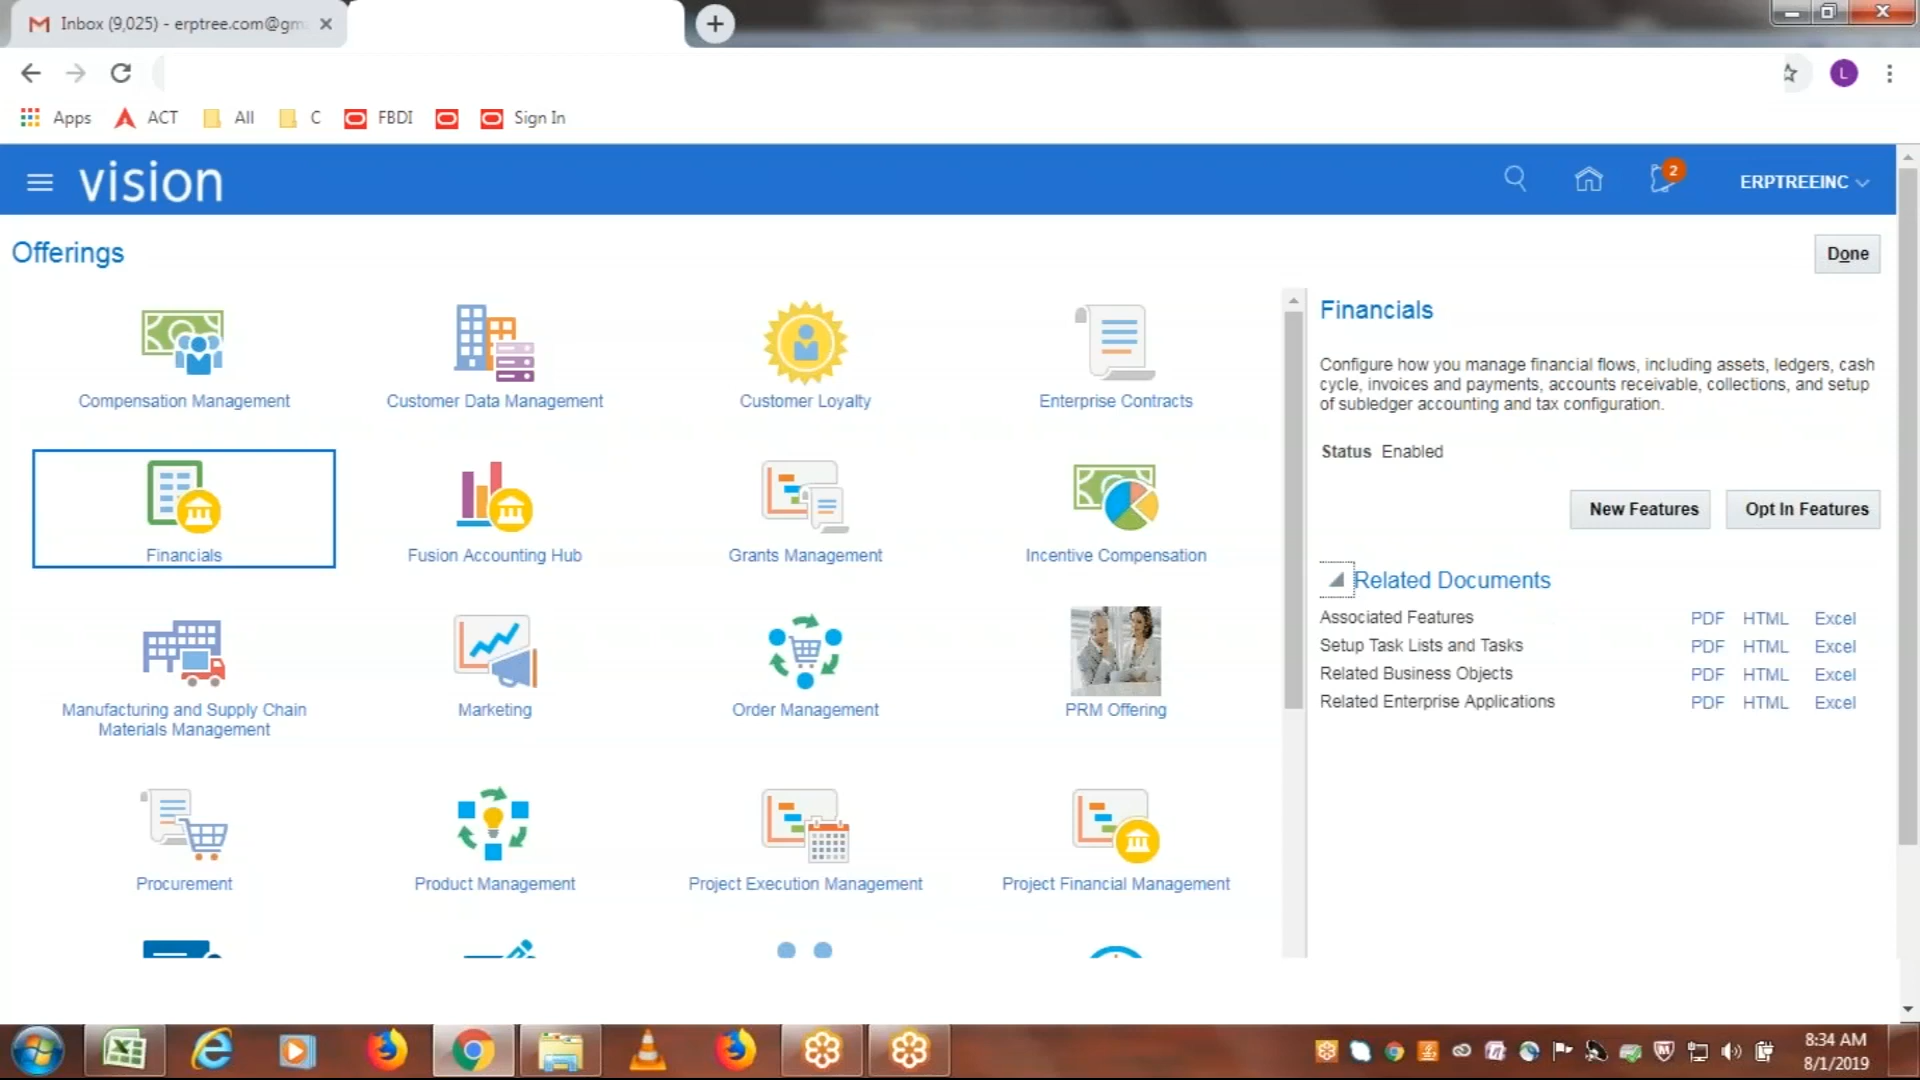 Inbox (9,025) - erptree.com@gm
Apps
ACT
All
C
FBDI
Sign In
vision
2
ERPTREEINC
L
Offerings
Done
Compensation Management
Customer Data Management
Customer Loyalty
Enterprise Contracts
Financials
Fusion Accounting Hub
Grants Management
Incentive Compensation
Manufacturing and Supply Chain
Materials Management
Marketing
Order Management
PRM Offering
Procurement
Product Management
Project Execution Management
Project Financial Management
Financials
Configure how you manage financial flows, including assets, ledgers, cash
cycle, invoices and payments, accounts receivable, collections, and setup
of subledger accounting and tax configuration.
Status Enabled
New Features
Opt In Features
Related Documents
Associated Features PDF HTML Excel
Setup Task Lists and Tasks PDF HTML Excel
Related Business Objects PDF HTML Excel
Related Enterprise Applications PDF HTML Excel
8:34 AM
8/1/2019